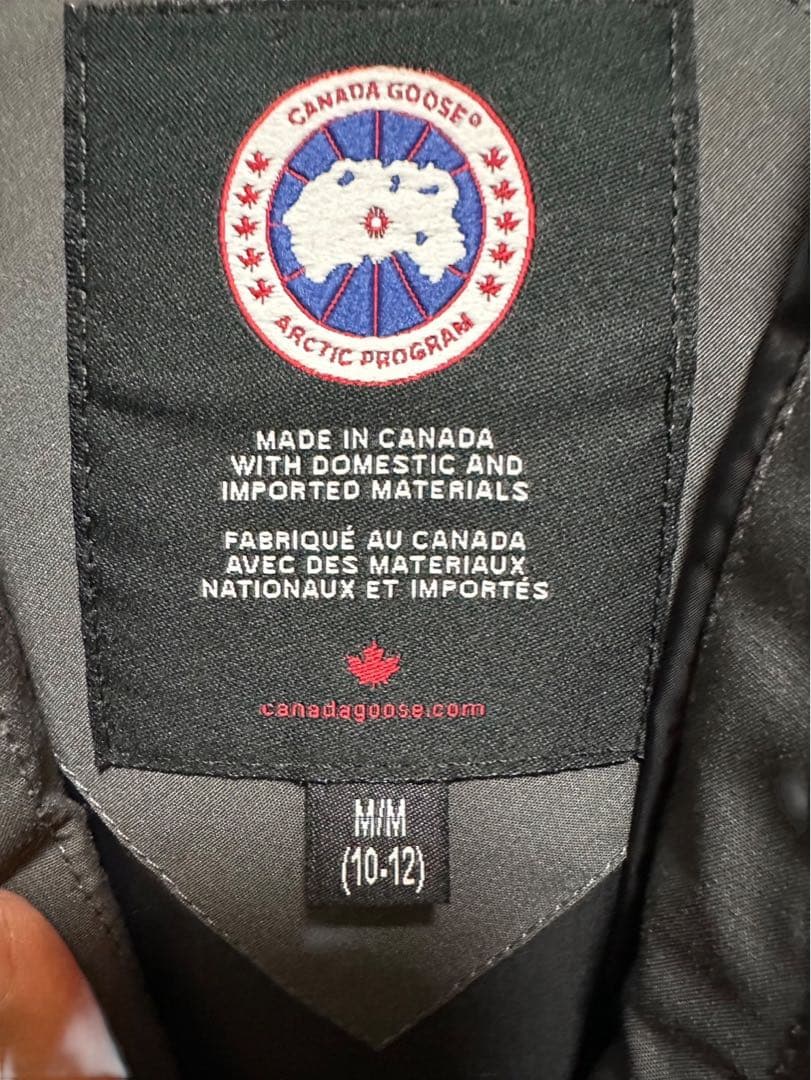 CANADA GOOSE®
ARCTIC PROGRAM
MADE IN CANADA
WITH DOMESTIC AND
IMPORTED MATERIALS
FABRIQUÉ AU CANADA
AVEC DES MATERIAUX
NATIONAUX ET IMPORTÉS
canadagoose.com
M/M
(10-12)